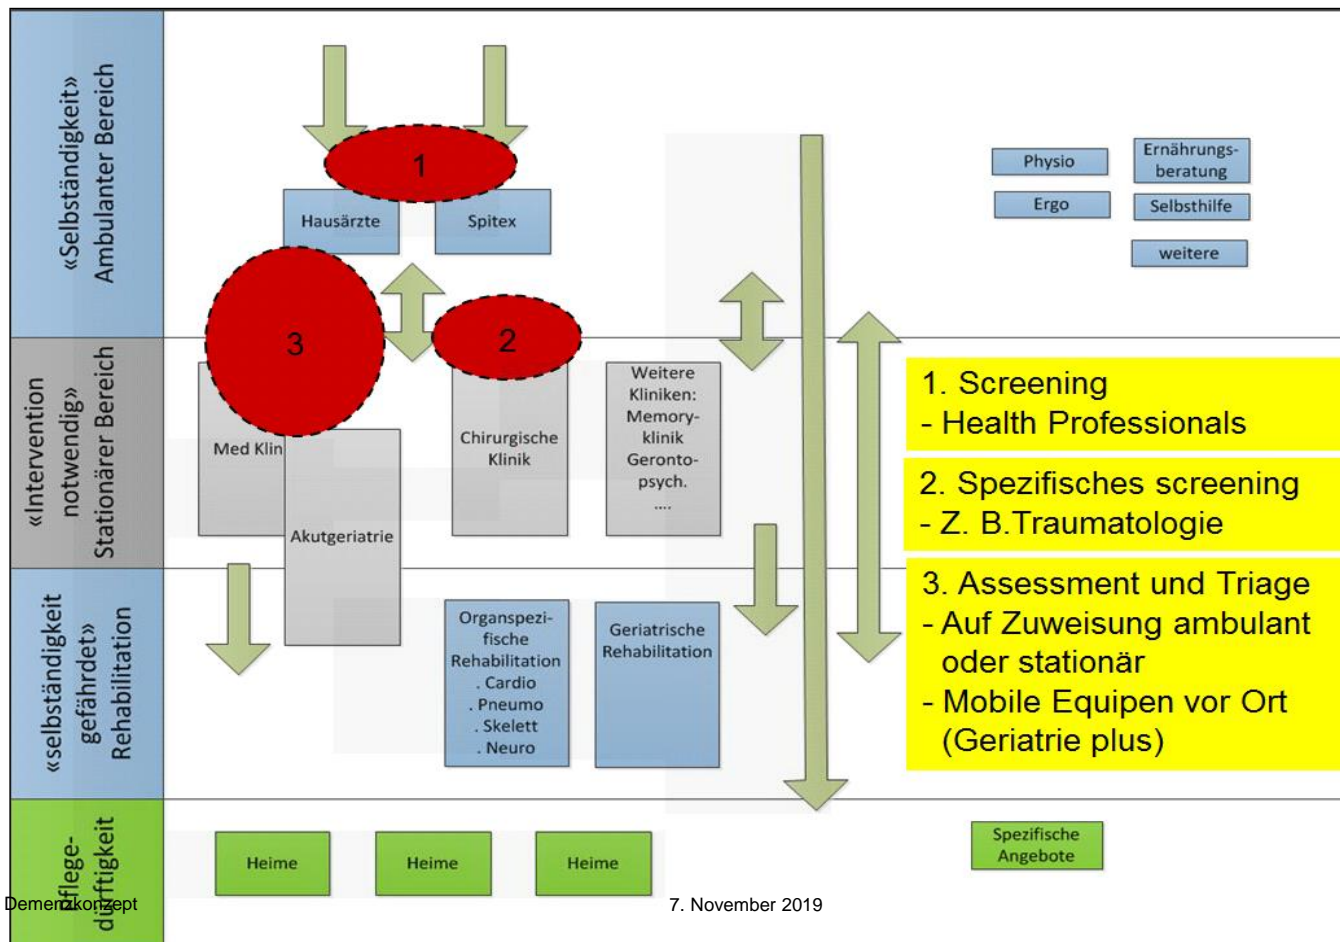 «Selbständigkeit»
Ambulanter Bereich
1
Hausärzte
Spitex
Physio
Ernährungs-
beratung
Ergo
Selbsthilfe
weitere
«Intervention
notwendig»
Stationärer Bereich
3
2
Med Klin
Akutgeriatrie
Chirurgische
Klinik
Weitere
Kliniken:
Memory-
klinik
Geronto-
psych.
....
1. Screening
- Health Professionals
2. Spezifisches screening
- Z. B.Traumatologie
3. Assessment und Triage
- Auf Zuweisung ambulant
oder stationär
- Mobile Equipen vor Ort
(Geriatrie plus)
«selbständigkeit
gefährdet»
Rehabilitation
Organspezi-
fische
Rehabilitation
. Cardio
. Pneumo
. Skelett
. Neuro
Geriatrische
Rehabilitation
pflege-
dürftigkeit
Heime
Heime
Heime
Spezifische
Angebote
Demenzkonzept
7. November 2019